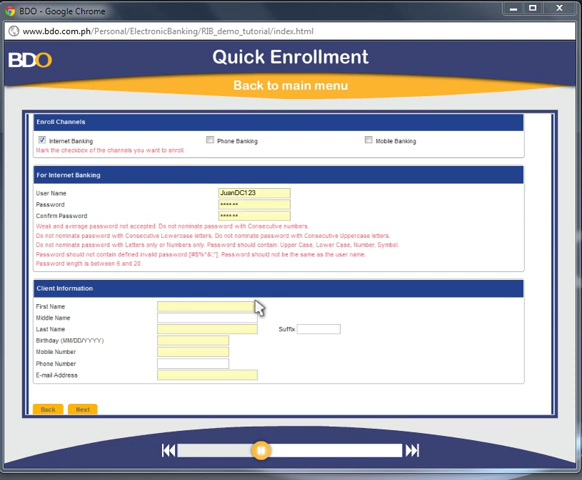 BDO - Google Chrome
www.bdo.com.ph/Personal/ElectronicBanking/RIB_demo_tutorial/index.html
BDO
Quick Enrollment
Back to main menu
Enroll Channels
Internet Banking Phone Banking Mobile Banking
Mark the checkbox of the channels you want to enroll.
For Internet Banking
User Name JuanDC123
Password ******
Confirm Password ******
Weak and average password not accepted. Do not nominate password with Consecutive numbers.
Do not nominate password with Consecutive Lowercase letters. Do not nominate password with Consecutive Uppercase letters.
Do not nominate password with Letters only or Numbers only. Password should contain: Upper Case, Lower Case, Number, Symbol.
Password should not contain defined invalid password Password should not be the same as the user name.
Password length is between 6 and 20.
Client Information
First Name
Middle Name
Last Name Suffix
Birthday (MM/DD/YYYY)
Mobile Number
Phone Number
E-mail Address
Back Next